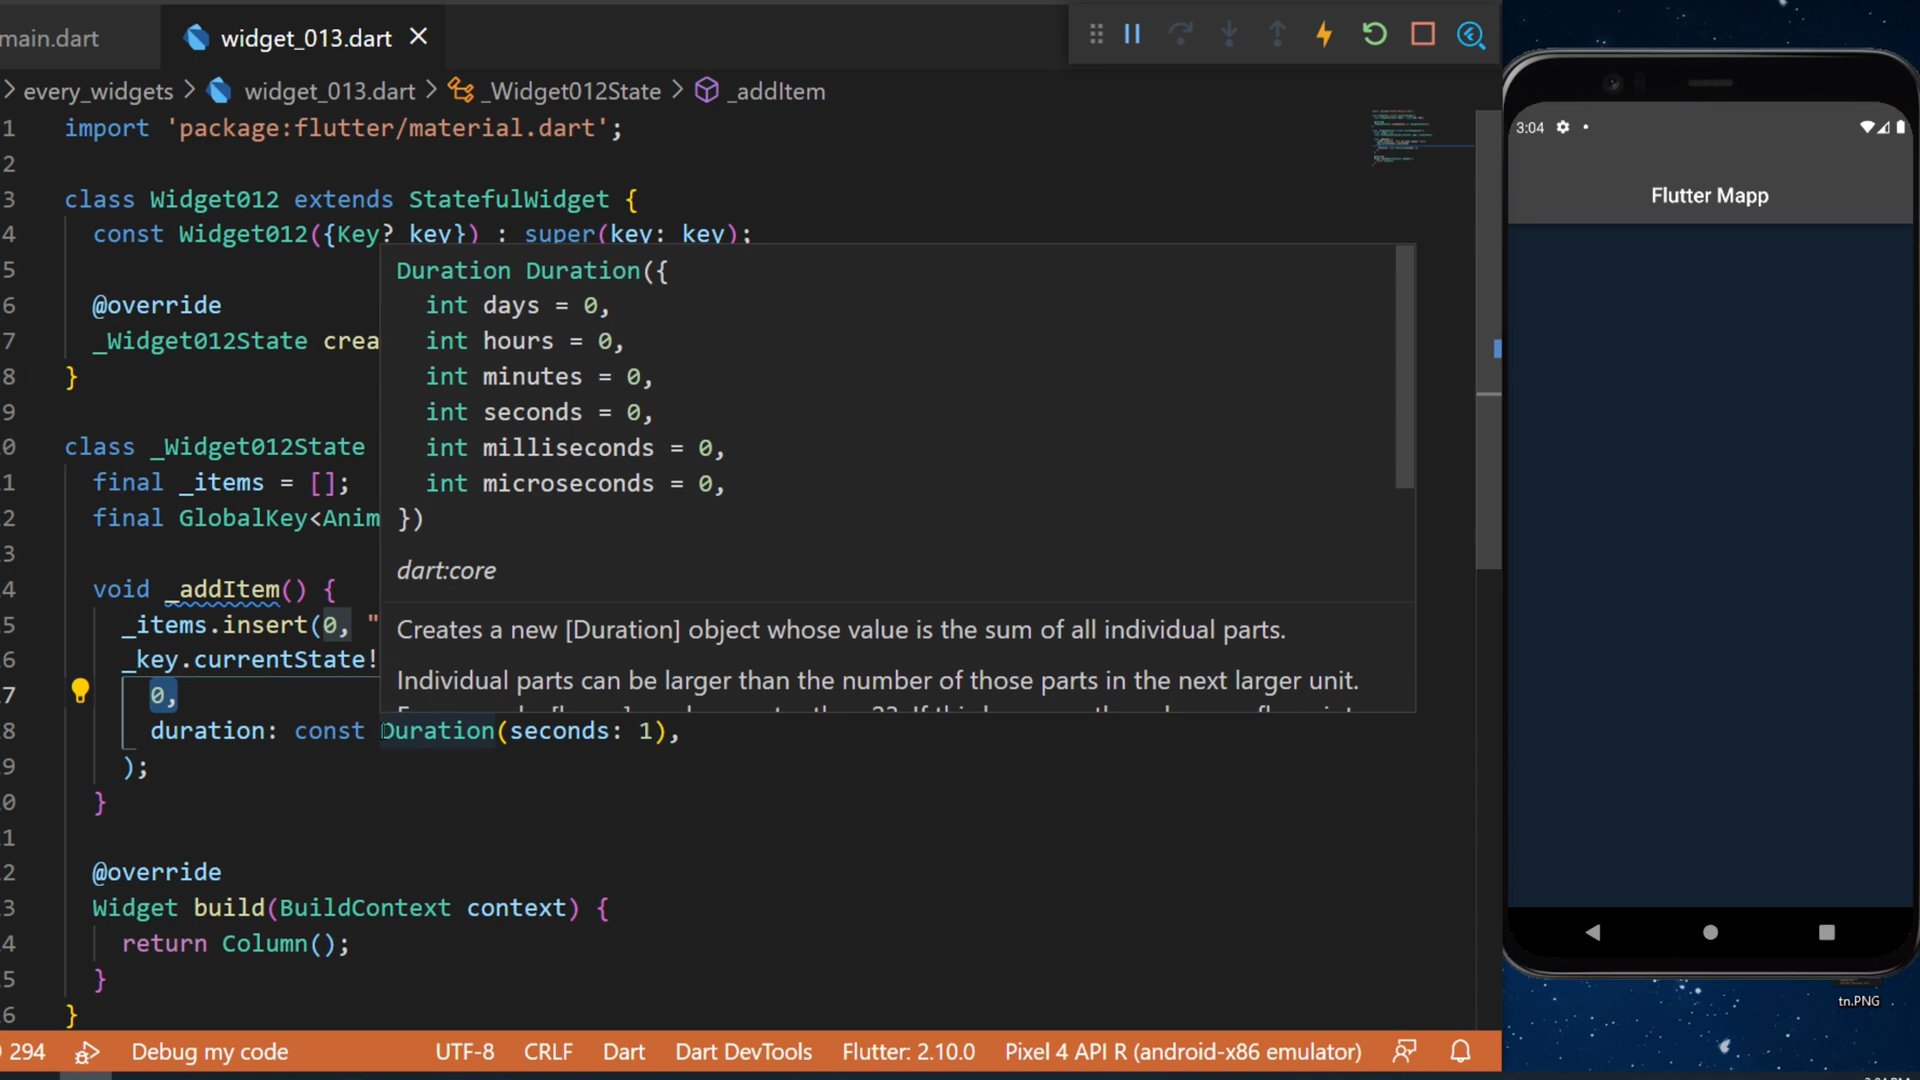 main.dart
widget_013.dart
every_widgets > widget_013.dart > _Widget012State > _addItem
1 import 'package:flutter/material.dart';
2
3 class Widget012 extends StatefulWidget {
4 const Widget012({Key? key}) : super(key: key);
5
6 @override
7 _Widget012State crea
8 }
9
0 class _Widget012State
1 final _items = [];
2 final GlobalKey<Anim
3
4 void _addItem() {
5 _items.insert(0, "
6 _key.currentState!
7 0,
8 duration: const Duration(seconds: 1),
9 );
0 }
1
2 @override
3 Widget build(BuildContext context) {
4 return Column();
5 }
6 }
Duration Duration({
int days = 0,
int hours = 0,
int minutes = 0,
int seconds = 0,
int milliseconds = 0,
int microseconds = 0,
})
dart:core
Creates a new [Duration] object whose value is the sum of all individual parts.
Individual parts can be larger than the number of those parts in the next larger unit.
294 Debug my code UTF-8 CRLF Dart Dart DevTools Flutter: 2.10.0 Pixel 4 API R (android-x86 emulator)
3:04
Flutter Mapp
tn.PNG